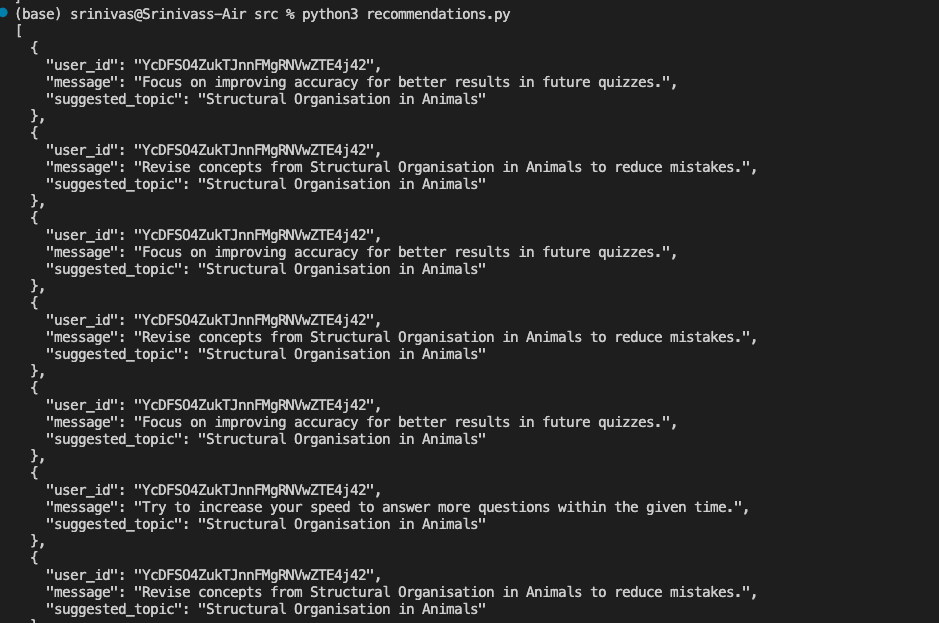 (base) srinivas@Srinivass-Air src % python3 recommendations.py
[
  {
    "user_id": "YcDFSO4ZukTJnnFMgRNVwZTE4j42",
    "message": "Focus on improving accuracy for better results in future quizzes.",
    "suggested_topic": "Structural Organisation in Animals"
  },
  {
    "user_id": "YcDFSO4ZukTJnnFMgRNVwZTE4j42",
    "message": "Revise concepts from Structural Organisation in Animals to reduce mistakes.",
    "suggested_topic": "Structural Organisation in Animals"
  },
  {
    "user_id": "YcDFSO4ZukTJnnFMgRNVwZTE4j42",
    "message": "Focus on improving accuracy for better results in future quizzes.",
    "suggested_topic": "Structural Organisation in Animals"
  },
  {
    "user_id": "YcDFSO4ZukTJnnFMgRNVwZTE4j42",
    "message": "Revise concepts from Structural Organisation in Animals to reduce mistakes.",
    "suggested_topic": "Structural Organisation in Animals"
  },
  {
    "user_id": "YcDFSO4ZukTJnnFMgRNVwZTE4j42",
    "message": "Focus on improving accuracy for better results in future quizzes.",
    "suggested_topic": "Structural Organisation in Animals"
  },
  {
    "user_id": "YcDFSO4ZukTJnnFMgRNVwZTE4j42",
    "message": "Try to increase your speed to answer more questions within the given time.",
    "suggested_topic": "Structural Organisation in Animals"
  },
  {
    "user_id": "YcDFSO4ZukTJnnFMgRNVwZTE4j42",
    "message": "Revise concepts from Structural Organisation in Animals to reduce mistakes.",
    "suggested_topic": "Structural Organisation in Animals"